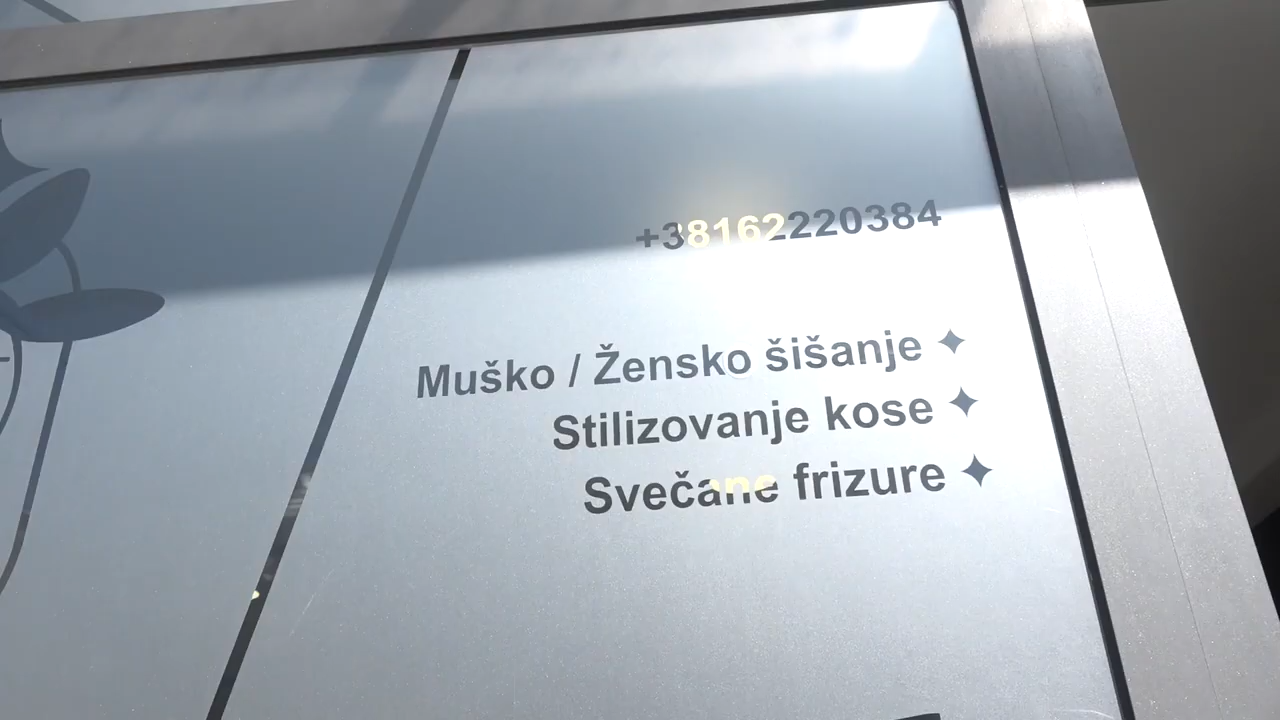 +38162220384
Muško / Žensko šišanje
Stilizovanje kose
Svečane frizure